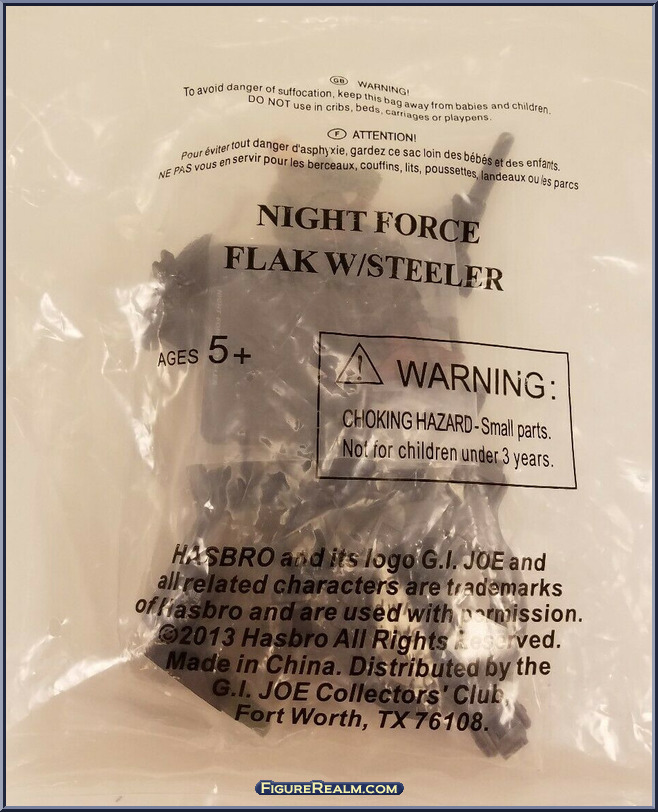 GB WARNING!
To avoid danger of suffocation, keep this bag away from babies and children.
DO NOT use in cribs, beds, carriages or playpens.
F ATTENTION!
Pour éviter tout danger d'asphyxie, gardez ce sac loin des bébés et des enfants.
NE PAS vous en servir pour les berceaux, couffins, lits, poussettes, landeaux ou les parcs
NIGHT FORCE
FLAK W/STEELER
AGES 5+
WARNING:
CHOKING HAZARD - Small parts.
Not for children under 3 years.
HASBRO and its logo G.I. JOE and
all related characters are trademarks
of Hasbro and are used with permission.
©2013 Hasbro All Rights Reserved.
Made in China. Distributed by the
G.I. JOE Collectors' Club,
Fort Worth, TX 76108.
FIGUREREALM.COM